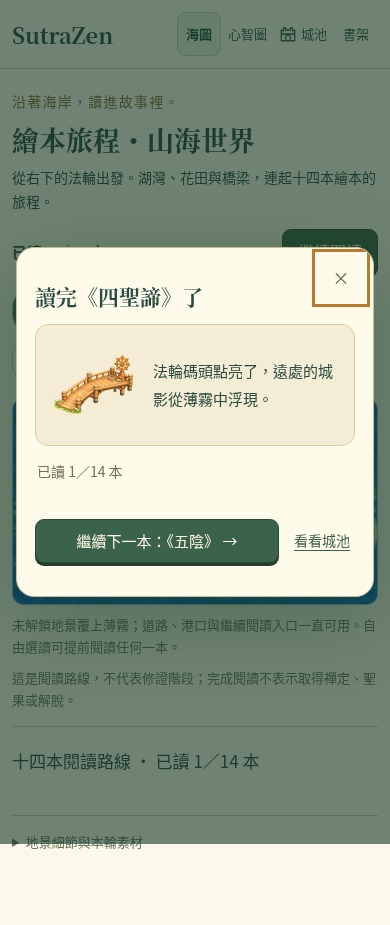 SutraZen
海圖
心智圖
城池
書架
沿著海岸，讀進故事裡。
繪本旅程・山海世界
從右下的法輪出發。湖灣、花田與橋梁，連起十四本繪本的
旅程。
讀完《四聖諦》了
×
法輪碼頭點亮了，遠處的城
影從薄霧中浮現。
已讀 1／14 本
繼續下一本：《五陰》 →
看看城池
未解鎖地景覆上薄霧；道路、港口與繼續閱讀入口一直可用。自
由選讀可提前閱讀任何一本。
這是閱讀路線，不代表修證階段；完成閱讀不表示取得禪定、聖
果或解脫。
十四本閱讀路線 ・ 已讀 1／14 本
▶ 地景細節與本輪素材